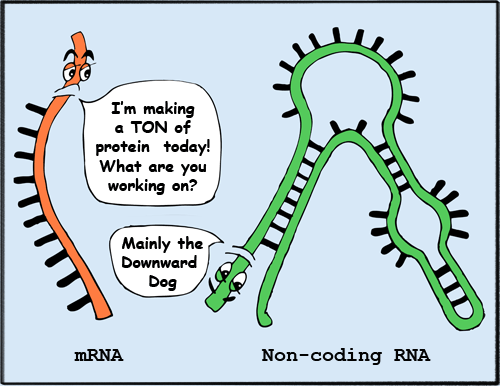 I'm making
a TON of
protein today!
What are you
working on?
Mainly the
Downward
Dog
mRNA
Non-coding RNA